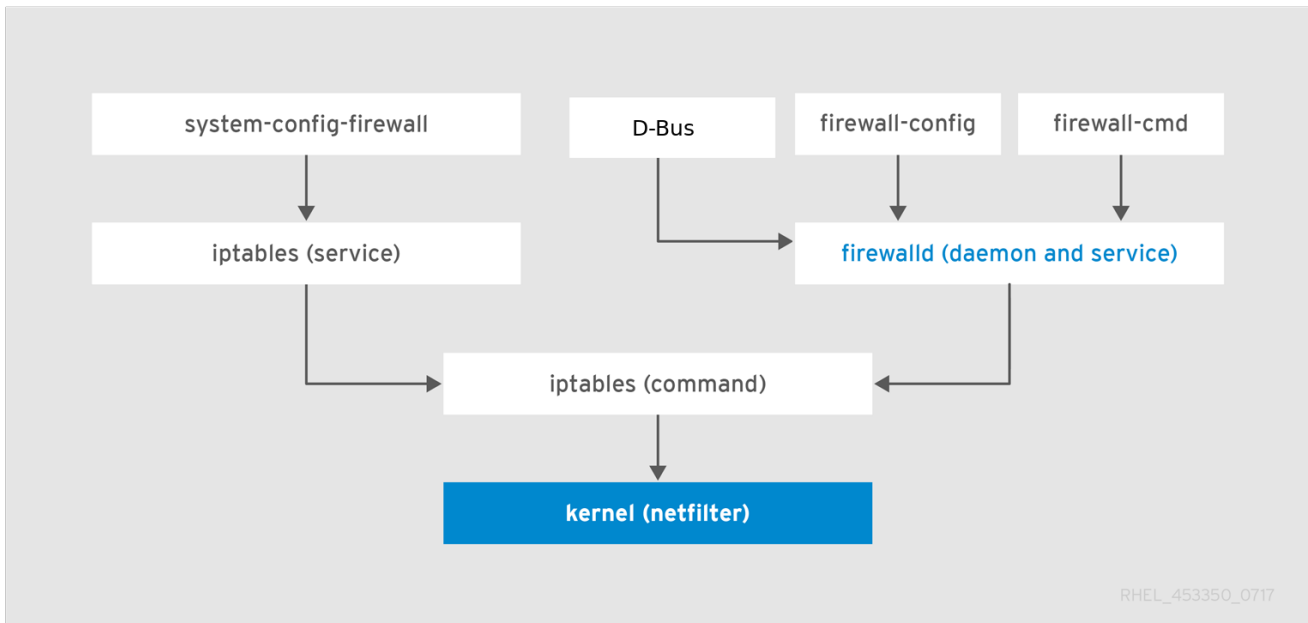 system-config-firewall
D-Bus
firewall-config
firewall-cmd
iptables (service)
firewalld (daemon and service)
iptables (command)
kernel (netfilter)
RHEL_453350_0717